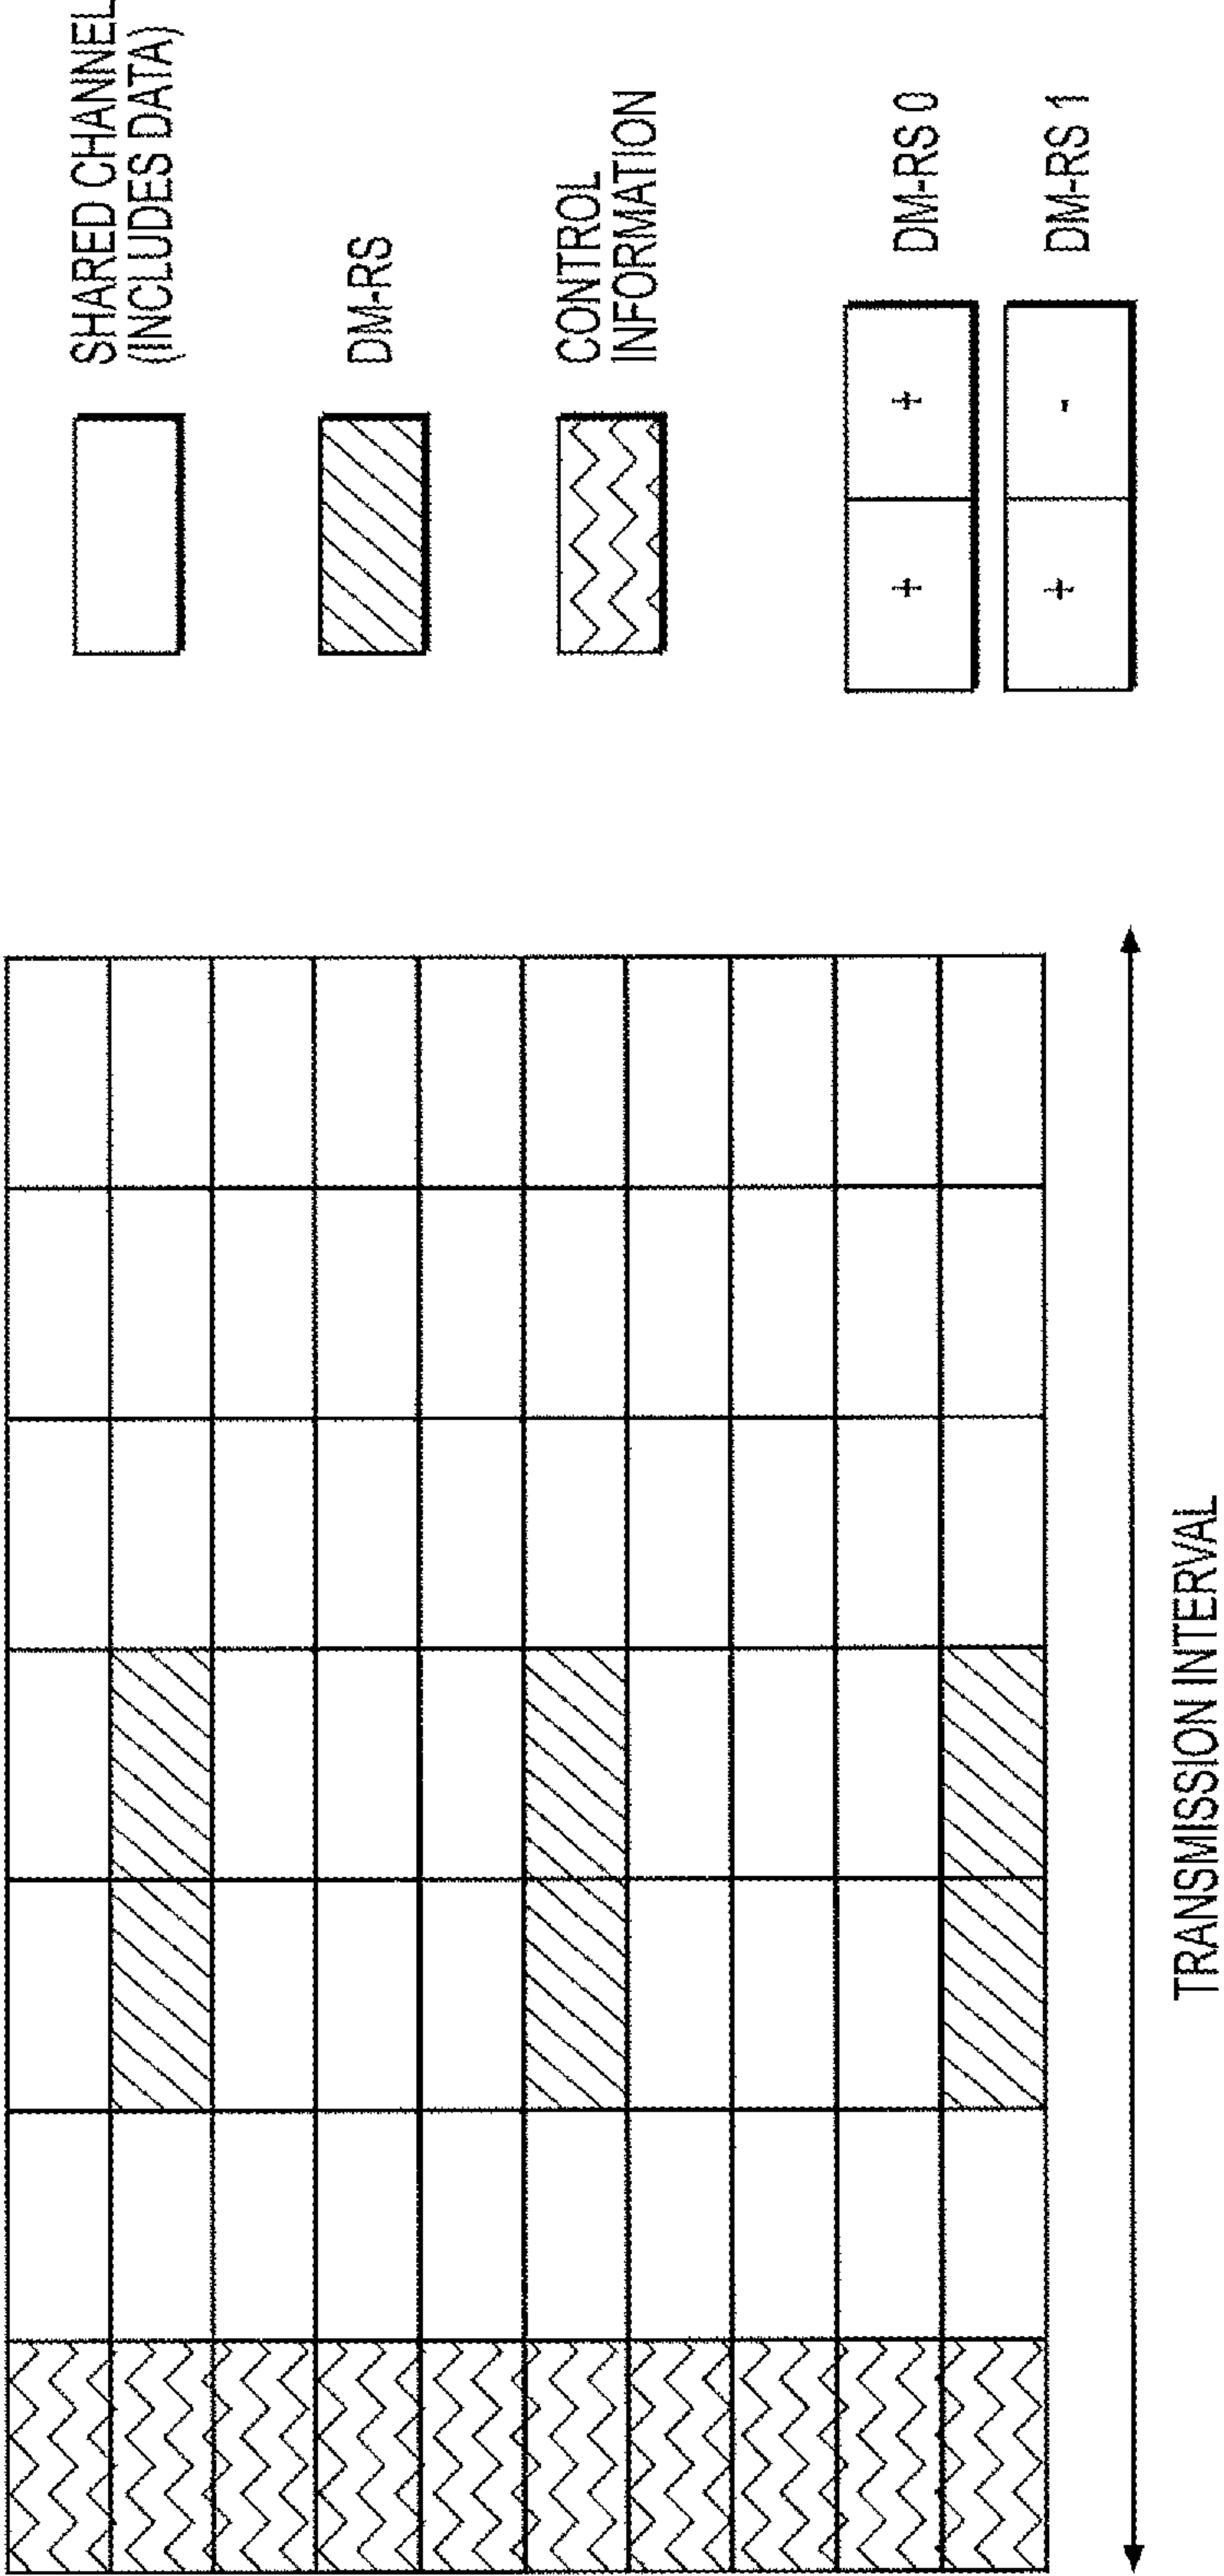 SHARED CHANNEL
(INCLUDES DATA)
DM-RS
CONTROL
INFORMATION
+ + DM-RS 0
+ - DM-RS 1
TRANSMISSION INTERVAL